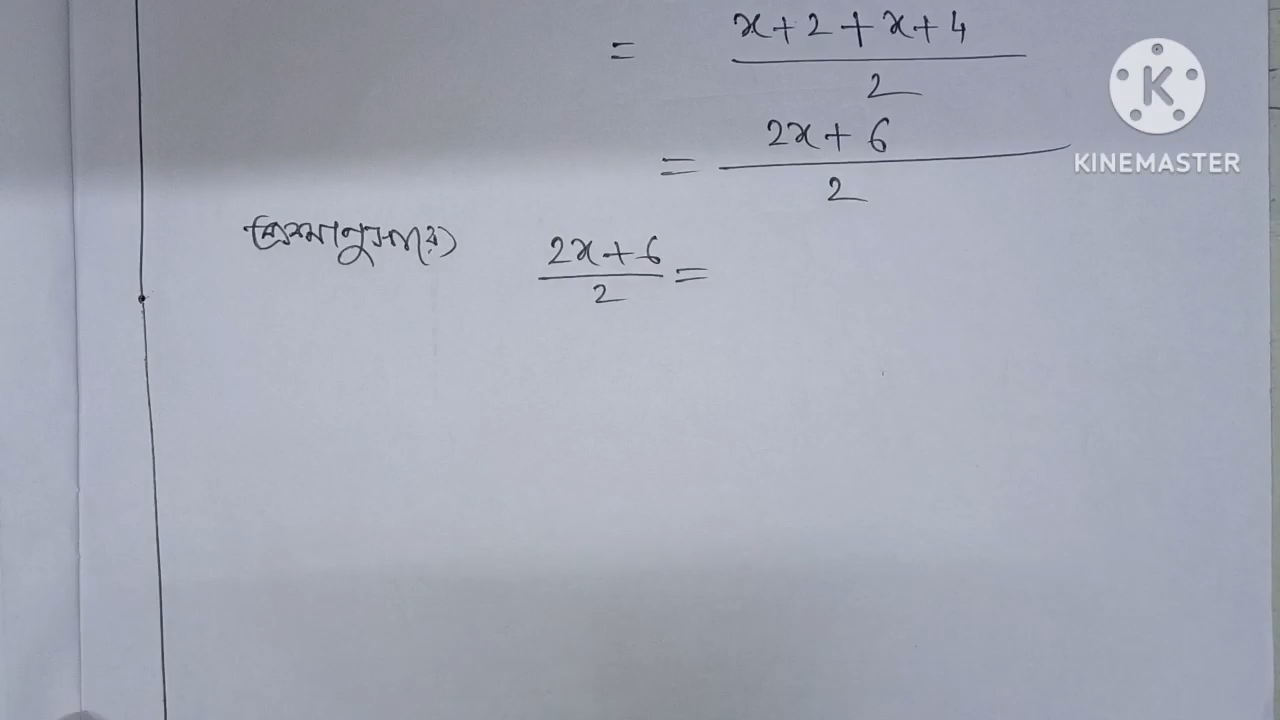 = x+2+x+4 / 2
K
KINEMASTER
= 2x+6 / 2
প্রশ্নানুসারে, 2x+6 / 2 =